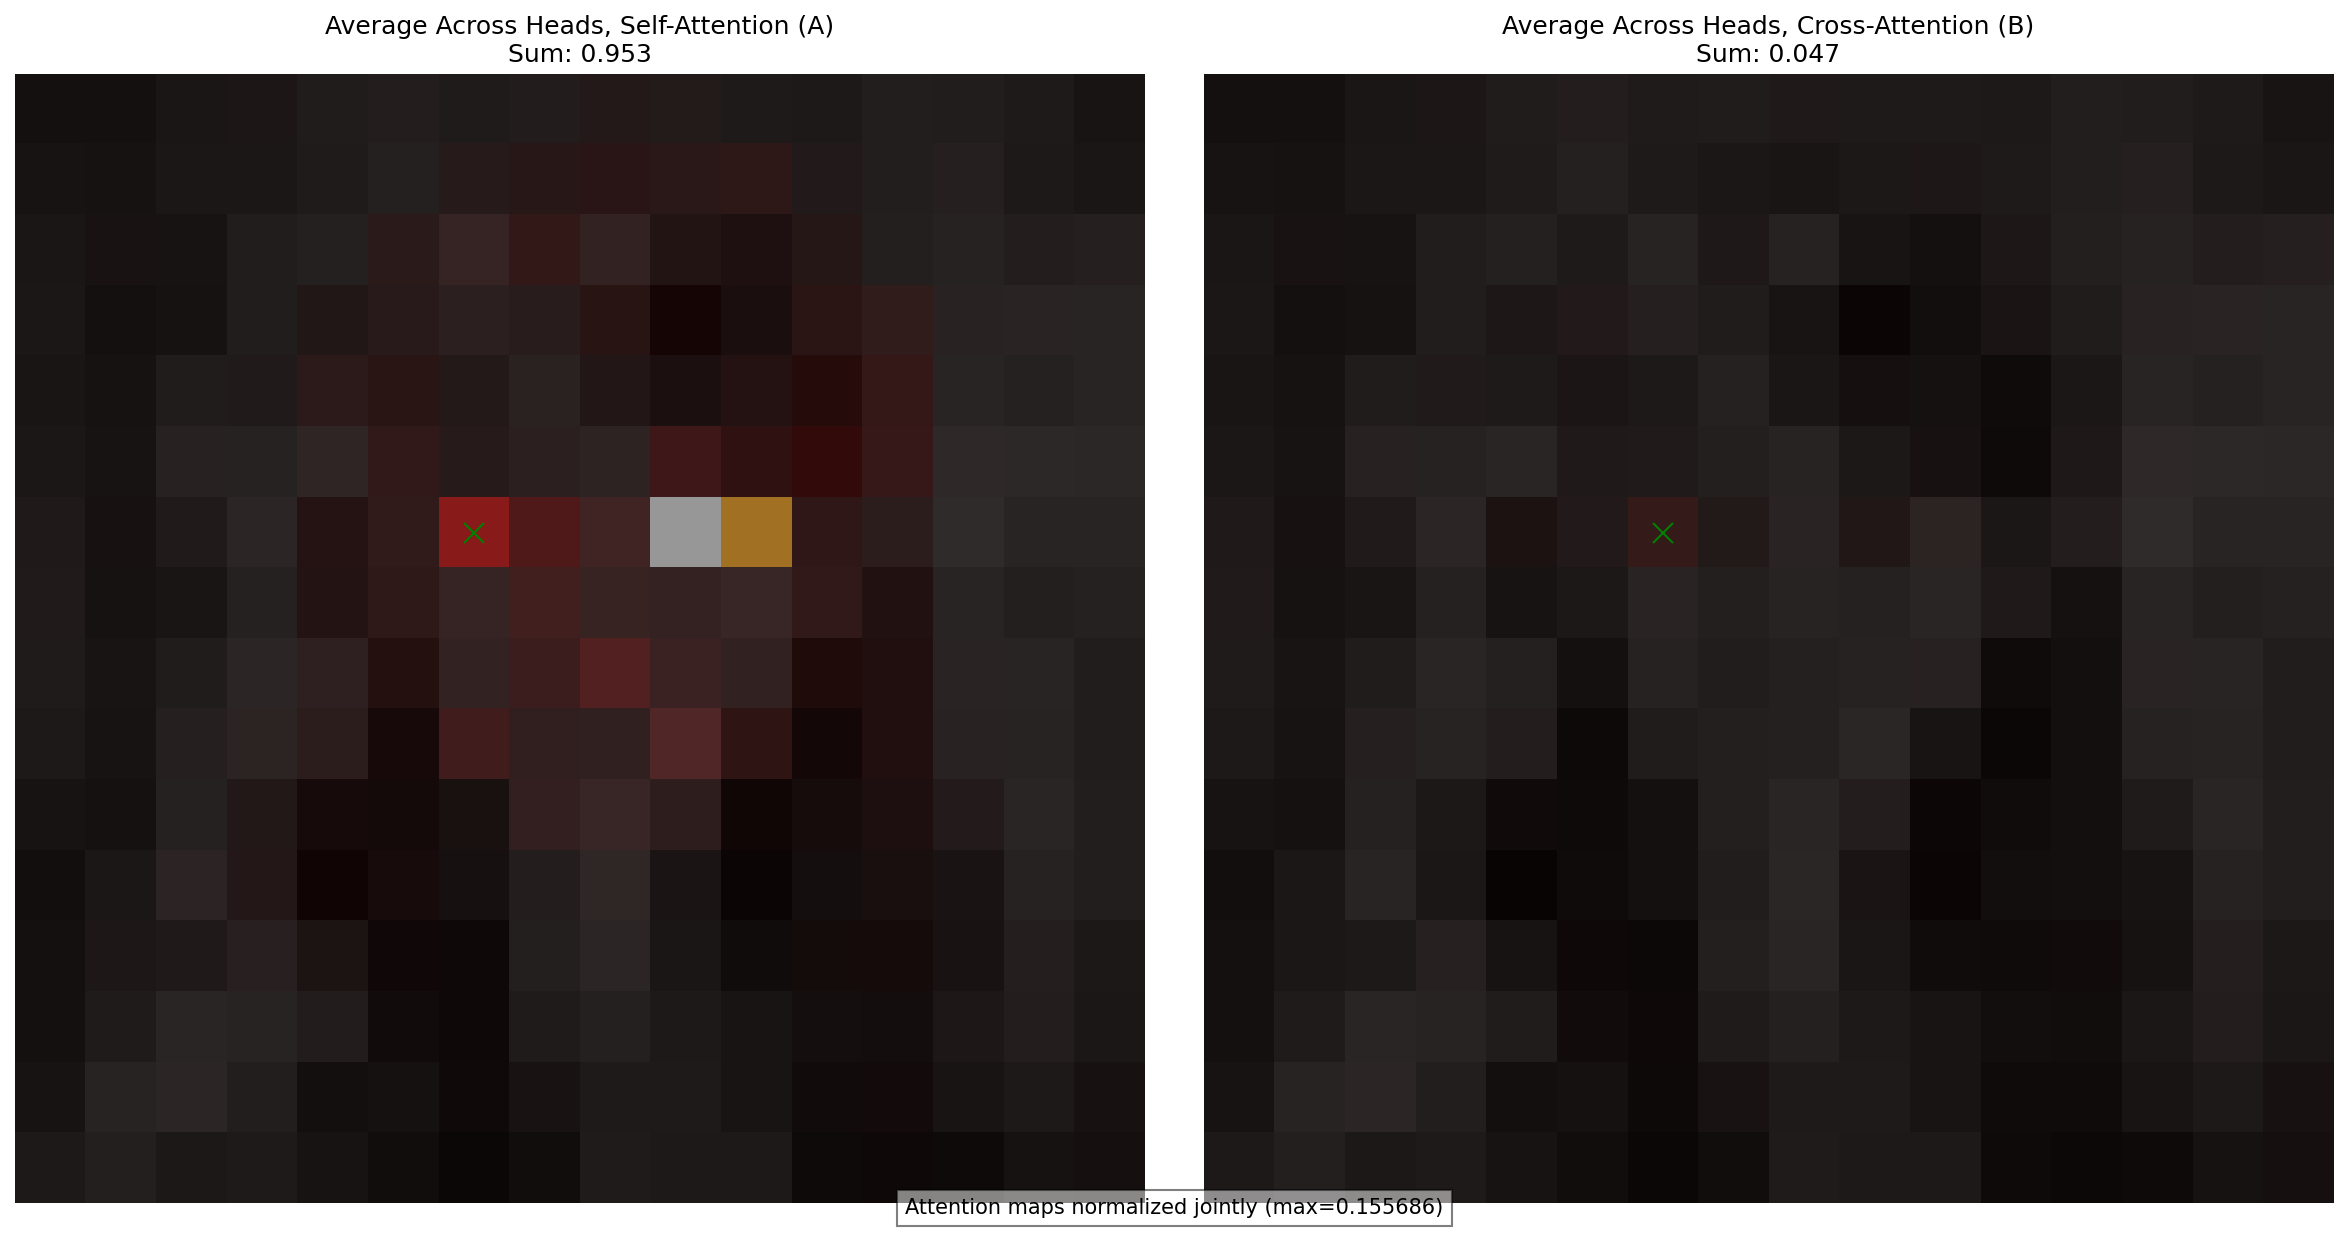 Average Across Heads, Self-Attention (A)
Sum: 0.953
Average Across Heads, Cross-Attention (B)
Sum: 0.047
Attention maps normalized jointly (max=0.155686)